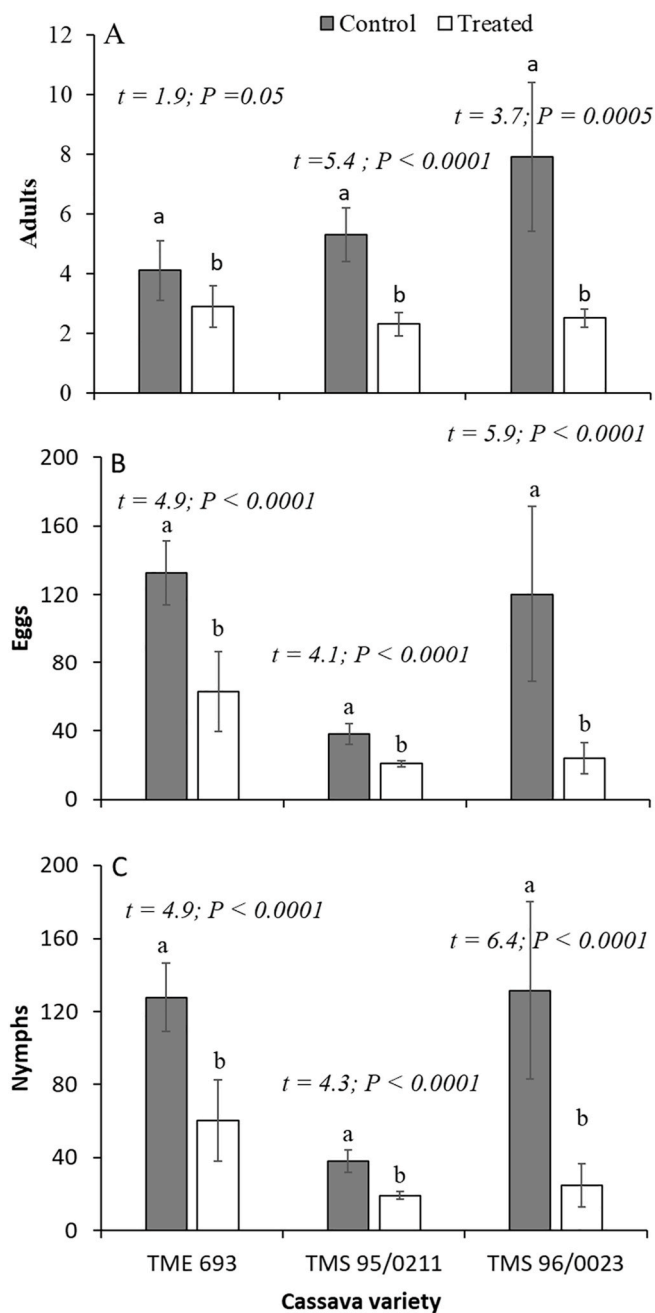 A
Control Treated
12
10
8
6
4
2
0
Adults
t = 1.9; P =0.05
t =5.4 ; P < 0.0001
t = 3.7; P = 0.0005
a
b
a
b
a
b
B
200
160
120
80
40
0
Eggs
t = 4.9; P < 0.0001
t = 4.1; P < 0.0001
t = 5.9; P < 0.0001
a
b
a
b
a
b
C
200
160
120
80
40
0
Nymphs
t = 4.9; P < 0.0001
t = 4.3; P < 0.0001
t = 6.4; P < 0.0001
a
b
a
b
a
b
TME 693 TMS 95/0211 TMS 96/0023
Cassava variety